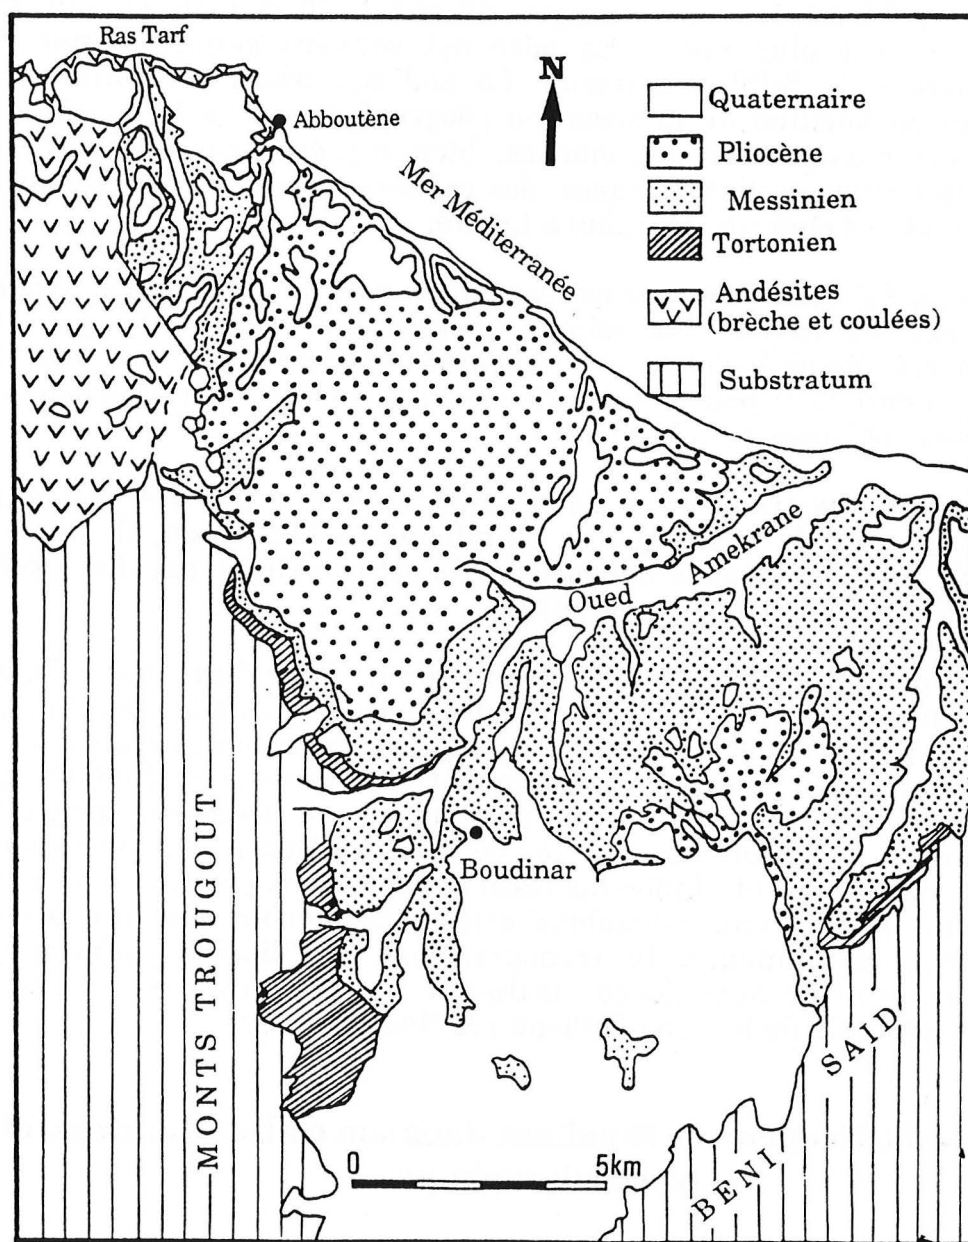 Ras Tarf
N
Abboutène
Mer Méditerranée
Quaternaire
Pliocène
Messinien
Tortonien
Andésites
(brèche et coulées)
Substratum
Oued Amekrane
Boudinar
MONTS TROUGOUT
BENI SAID
0 5km